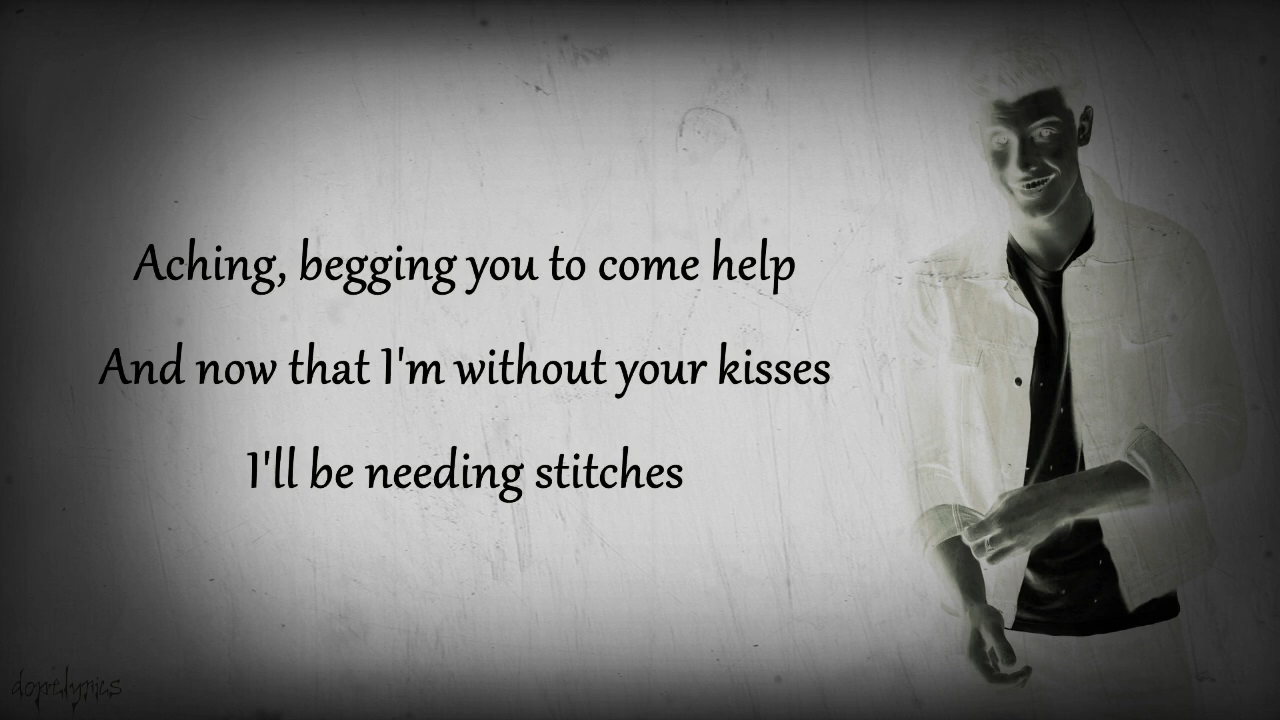 Aching, begging you to come help
And now that I'm without your kisses
I'll be needing stitches